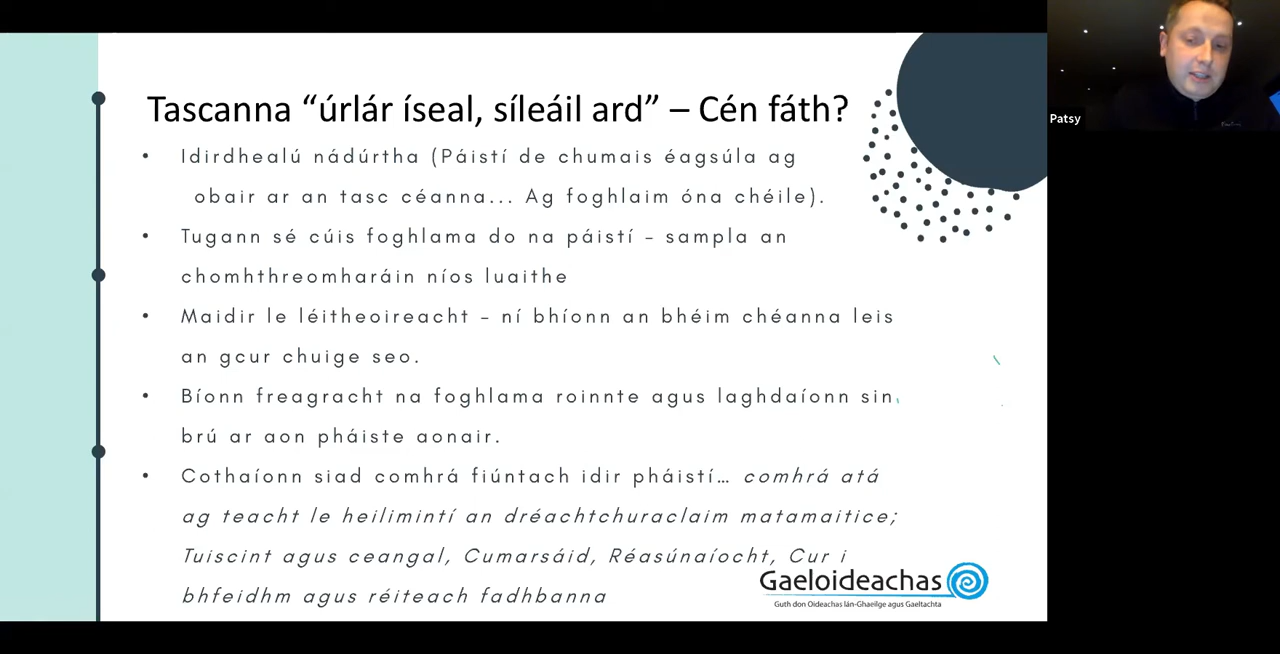 Tascanna “úrlár íseal, síleáil ard” – Cén fáth?
• Idirdhealú nádúrtha (Páistí de chumais éagsúla ag
obair ar an tasc céanna... Ag foghlaim óna chéile).
• Tugann sé cúis foghlama do na páistí – sampla an
chomhthreomharáin níos luaithe
• Maidir le léitheoireacht – ní bhíonn an bhéim chéanna leis
an gcur chuige seo.
• Bíonn freagracht na foghlama roinnte agus laghdaíonn sin
brú ar aon pháiste aonair.
• Cothaíonn siad comhrá fiúntach idir pháistí… comhrá atá
ag teacht le heilimintí an dréachtchuraclaim matamaitice;
Tuiscint agus ceangal, Cumarsáid, Réasúnaíocht, Cur i
bhfeidhm agus réiteach fadhbanna
Gaeloideachas
Guth don Oideachas lán-Ghaeilge agus Gaeltachta
Patsy